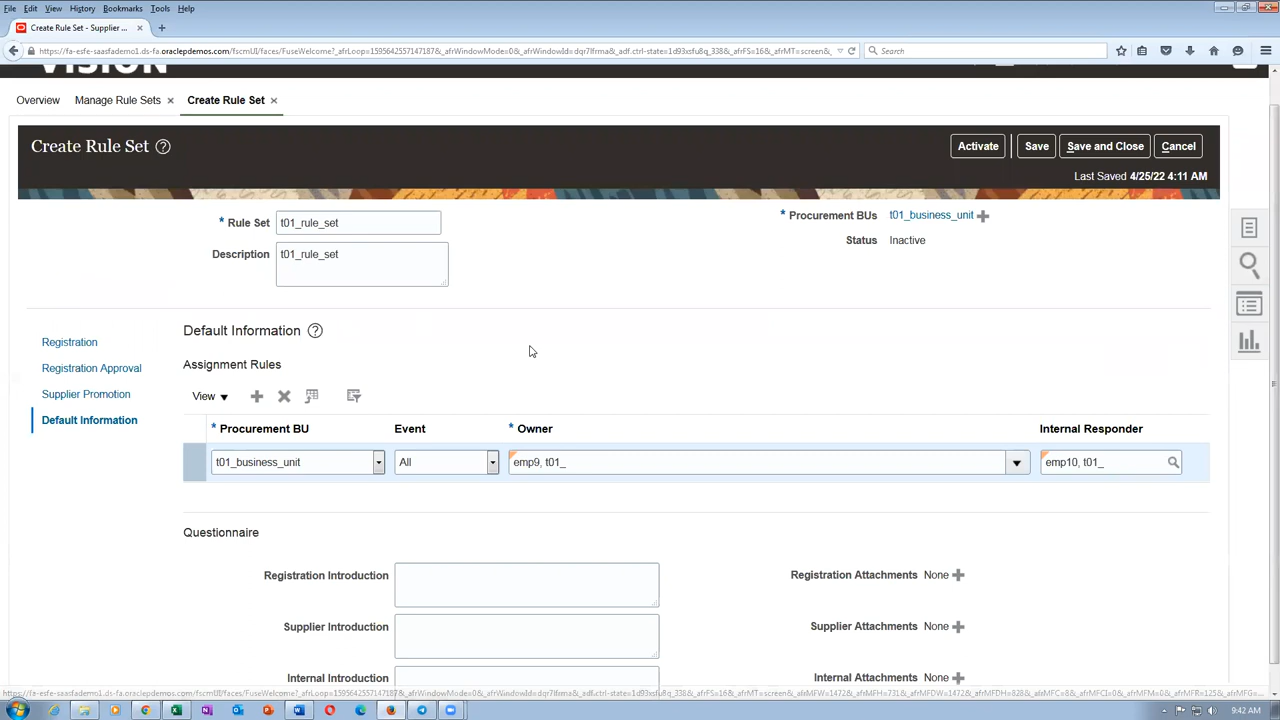 File Edit View History Bookmarks Tools Help
Create Rule Set - Supplier ... × +
https://fa-esfe-saasfademo1.ds-fa.oraclepdemos.com/fscmUI/faces/FuseWelcome?_afrLoop=1595642557147187&_afrWindowMode=0&_afrWindowId=dqr7lfrma&_adf.ctrl-state=1d93xsfu8q_338&_afrFS=16&_afrMT=screen&_
Search
VISION
Overview Manage Rule Sets × Create Rule Set ×
Create Rule Set ?
Activate Save Save and Close Cancel
Last Saved 4/25/22 4:11 AM
* Rule Set t01_rule_set
* Procurement BUs t01_business_unit
Description t01_rule_set
Status Inactive
Registration
Registration Approval
Supplier Promotion
Default Information
Default Information ?
Assignment Rules
View
* Procurement BU Event * Owner Internal Responder
t01_business_unit All emp9, t01_ emp10, t01_
Questionnaire
Registration Introduction
Registration Attachments None
Supplier Introduction
Supplier Attachments None
Internal Introduction
Internal Attachments None
9:42 AM